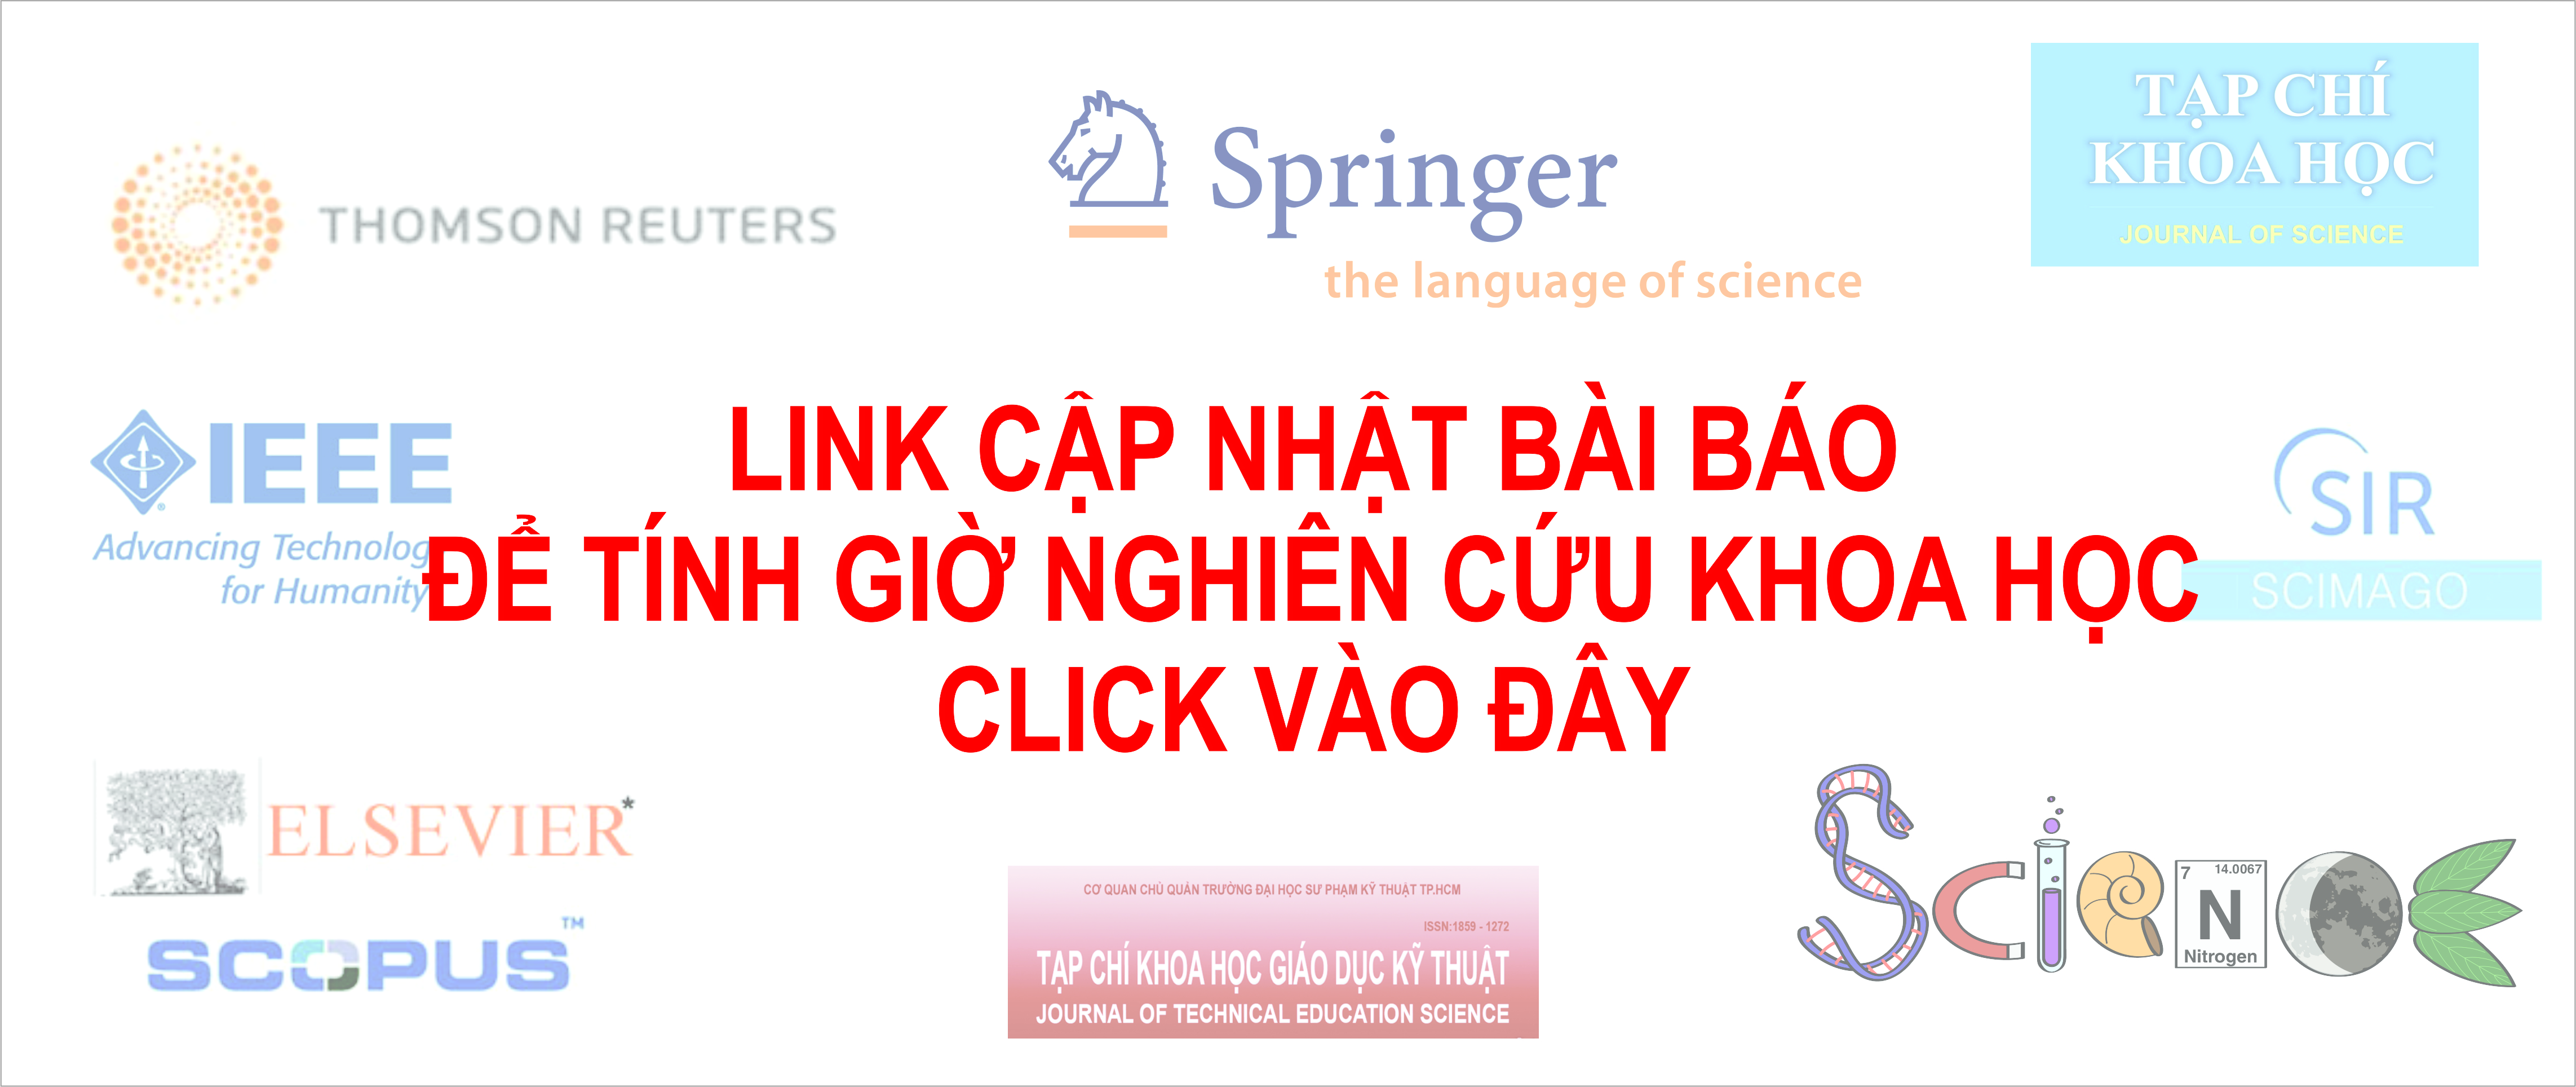 THOMSON REUTERS
Springer
the language of science
TẠP CHÍ
KHOA HỌC
JOURNAL OF SCIENCE
LINK CẬP NHẬT BÀI BÁO
ĐỂ TÍNH GIỜ NGHIÊN CỨU KHOA HỌC
CLICK VÀO ĐÂY
IEEE
®
Advancing Technolog
for Humanity
SIR
SCIMAGO
ELSEVIER*
SCOPUS™
CƠ QUAN CHỦ QUẢN TRƯỜNG ĐẠI HỌC SƯ PHẠM KỸ THUẬT TP.HCM
ISSN:1859 - 1272
TẠP CHÍ KHOA HỌC GIÁO DỤC KỸ THUẬT
JOURNAL OF TECHNICAL EDUCATION SCIENCE
Science
7 14.0067
N
Nitrogen